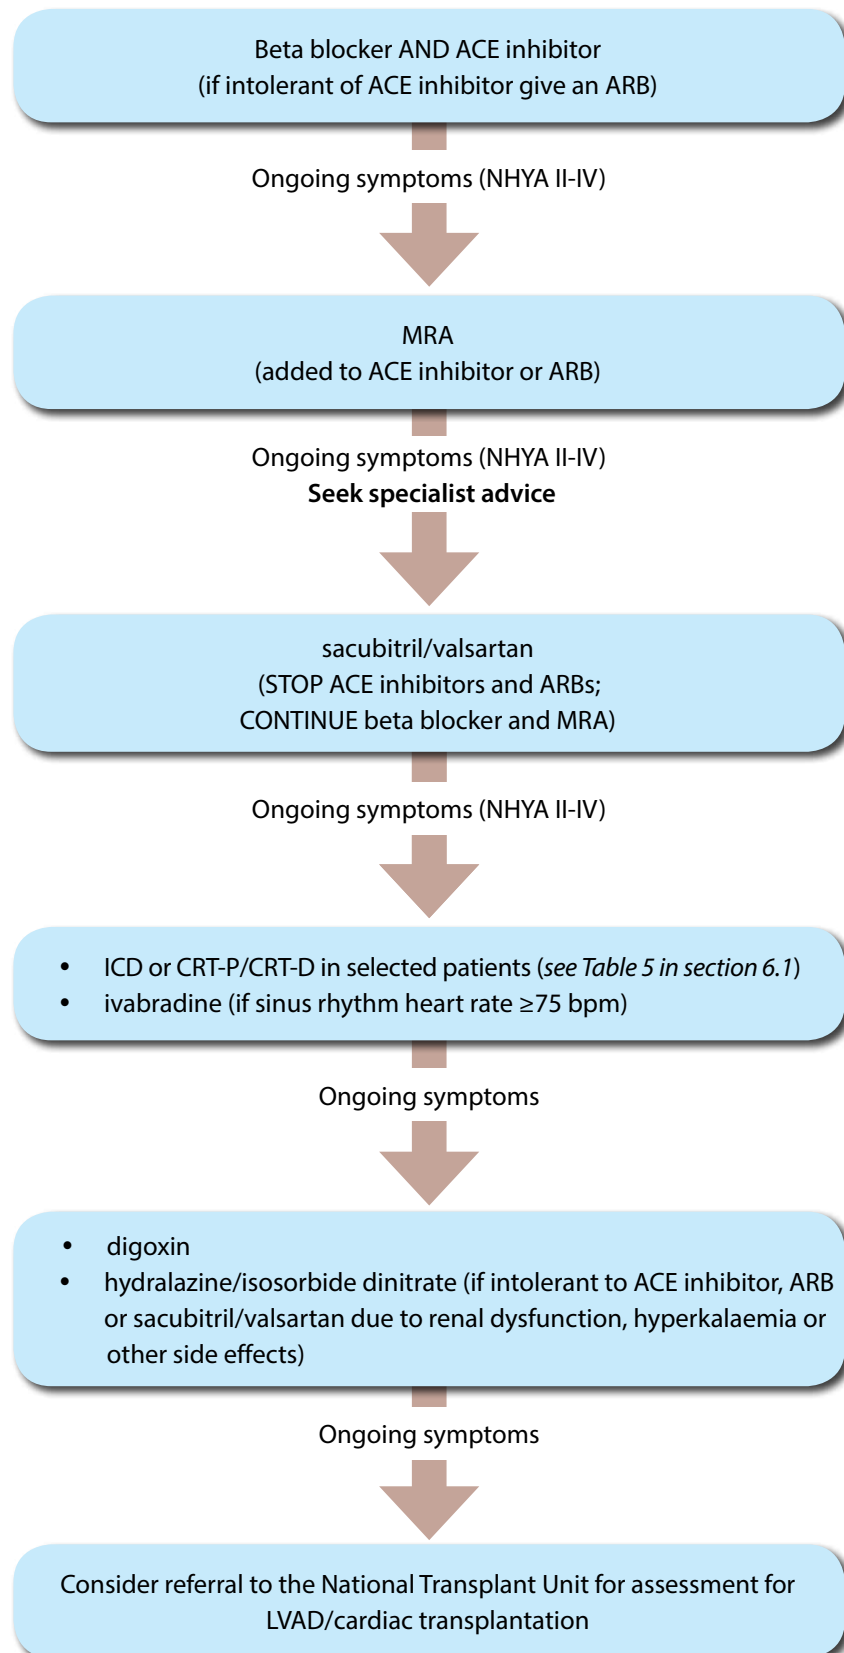 Beta blocker AND ACE inhibitor
(if intolerant of ACE inhibitor give an ARB)
Ongoing symptoms (NHYA II-IV)
MRA
(added to ACE inhibitor or ARB)
Ongoing symptoms (NHYA II-IV)
Seek specialist advice
sacubitril/valsartan
(STOP ACE inhibitors and ARBs;
CONTINUE beta blocker and MRA)
Ongoing symptoms (NHYA II-IV)
• ICD or CRT-P/CRT-D in selected patients (see Table 5 in section 6.1)
• ivabradine (if sinus rhythm heart rate ≥75 bpm)
Ongoing symptoms
• digoxin
• hydralazine/isosorbide dinitrate (if intolerant to ACE inhibitor, ARB
or sacubitril/valsartan due to renal dysfunction, hyperkalaemia or
other side effects)
Ongoing symptoms
Consider referral to the National Transplant Unit for assessment for
LVAD/cardiac transplantation